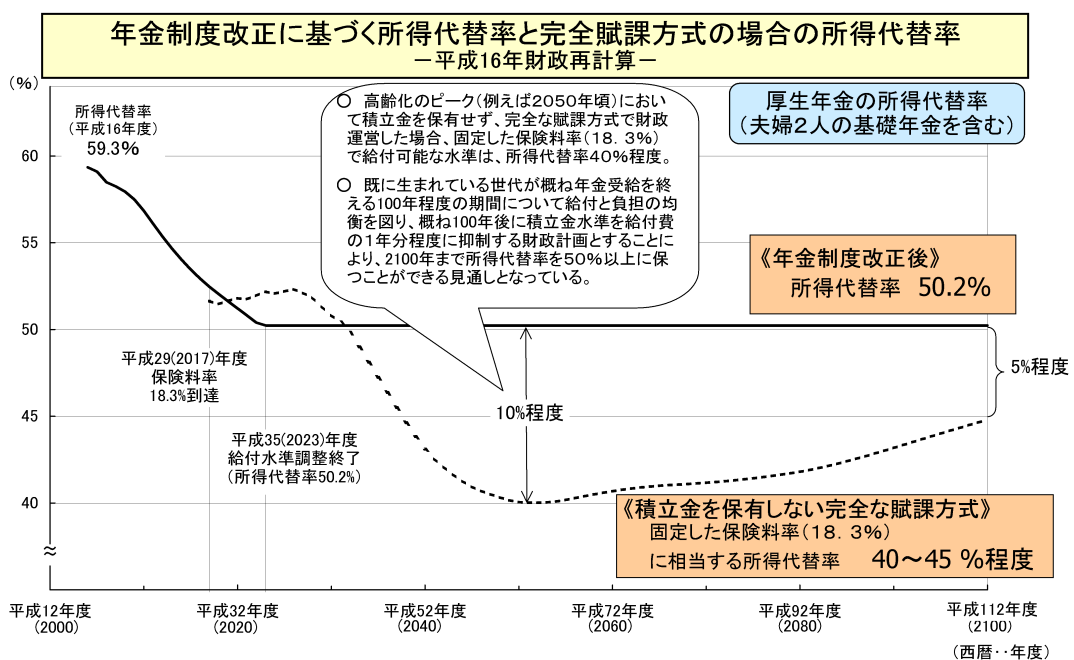 年金制度改正に基づく所得代替率と完全賦課方式の場合の所得代替率
－平成16年財政再計算－
(%)
所得代替率
(平成16年度)
59.3%
○　高齢化のピーク(例えば2050年頃)におい
て積立金を保有せず、完全な賦課方式で財政
運営した場合、固定した保険料率(18．3%)
で給付可能な水準は、所得代替率40%程度。
○　既に生まれている世代が概ね年金受給を終
える100年程度の期間について給付と負担の均
衡を図り、概ね100年後に積立金水準を給付費
の1年分程度に抑制する財政計画とすることに
より、2100年まで所得代替率を50%以上に保
つことができる見通しとなっている。
厚生年金の所得代替率
(夫婦2人の基礎年金を含む)
60
55
50
45
40
《年金制度改正後》
所得代替率　50.2%
平成29(2017)年度
保険料率
18.3%到達
平成35(2023)年度
給付水準調整終了
(所得代替率50.2%)
10%程度
5%程度
《積立金を保有しない完全な賦課方式》
固定した保険料率(18．3%)
に相当する所得代替率　40～45 %程度
平成12年度
(2000)
平成32年度
(2020)
平成52年度
(2040)
平成72年度
(2060)
平成92年度
(2080)
平成112年度
(2100)
(西暦‥年度)